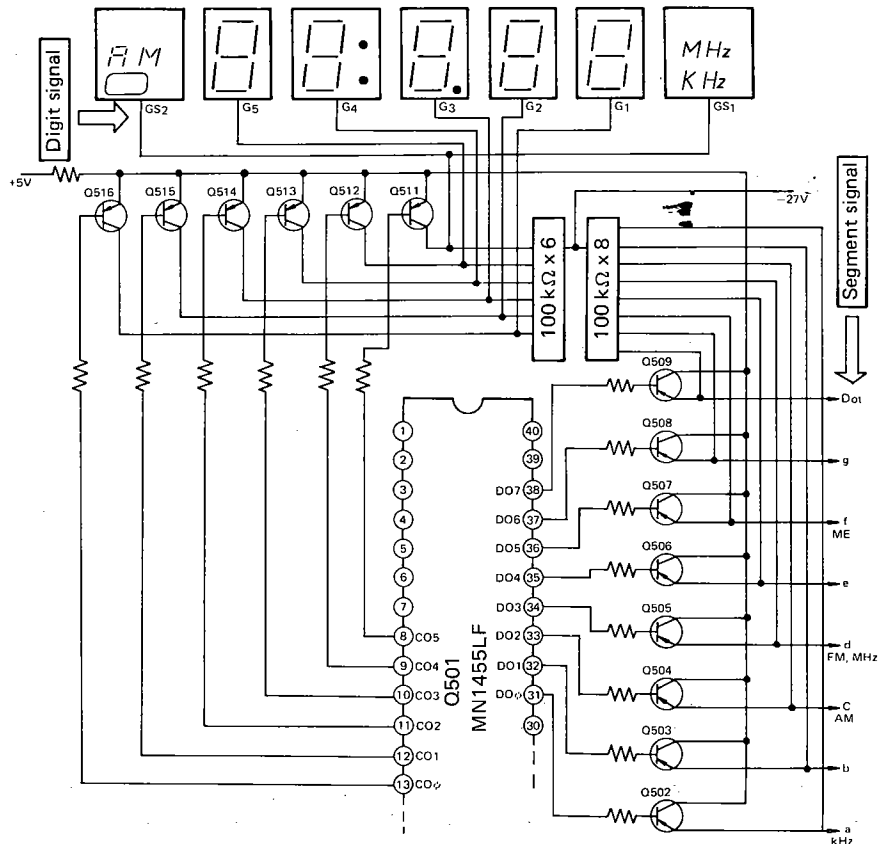 AM
MHz
KHz
GS2
G5
G4
G3
G2
G1
GS1
Digit signal
+5V
Q516
Q515
Q514
Q513
Q512
Q511
−27V
100 kΩ x 6
100 kΩ x 8
Segment signal
Q509
Dot
Q508
g
Q507
f
ME
Q506
e
Q505
d
FM, MHz
Q504
C
AM
Q503
b
Q502
a
kHz
Q501
MN1455LF
1
2
3
4
5
6
7
8 CO5
9 CO4
10 CO3
11 CO2
12 CO1
13 COφ
40
39
DO7 38
DO6 37
DO5 36
DO4 35
DO3 34
DO2 33
DO1 32
DOφ 31
30